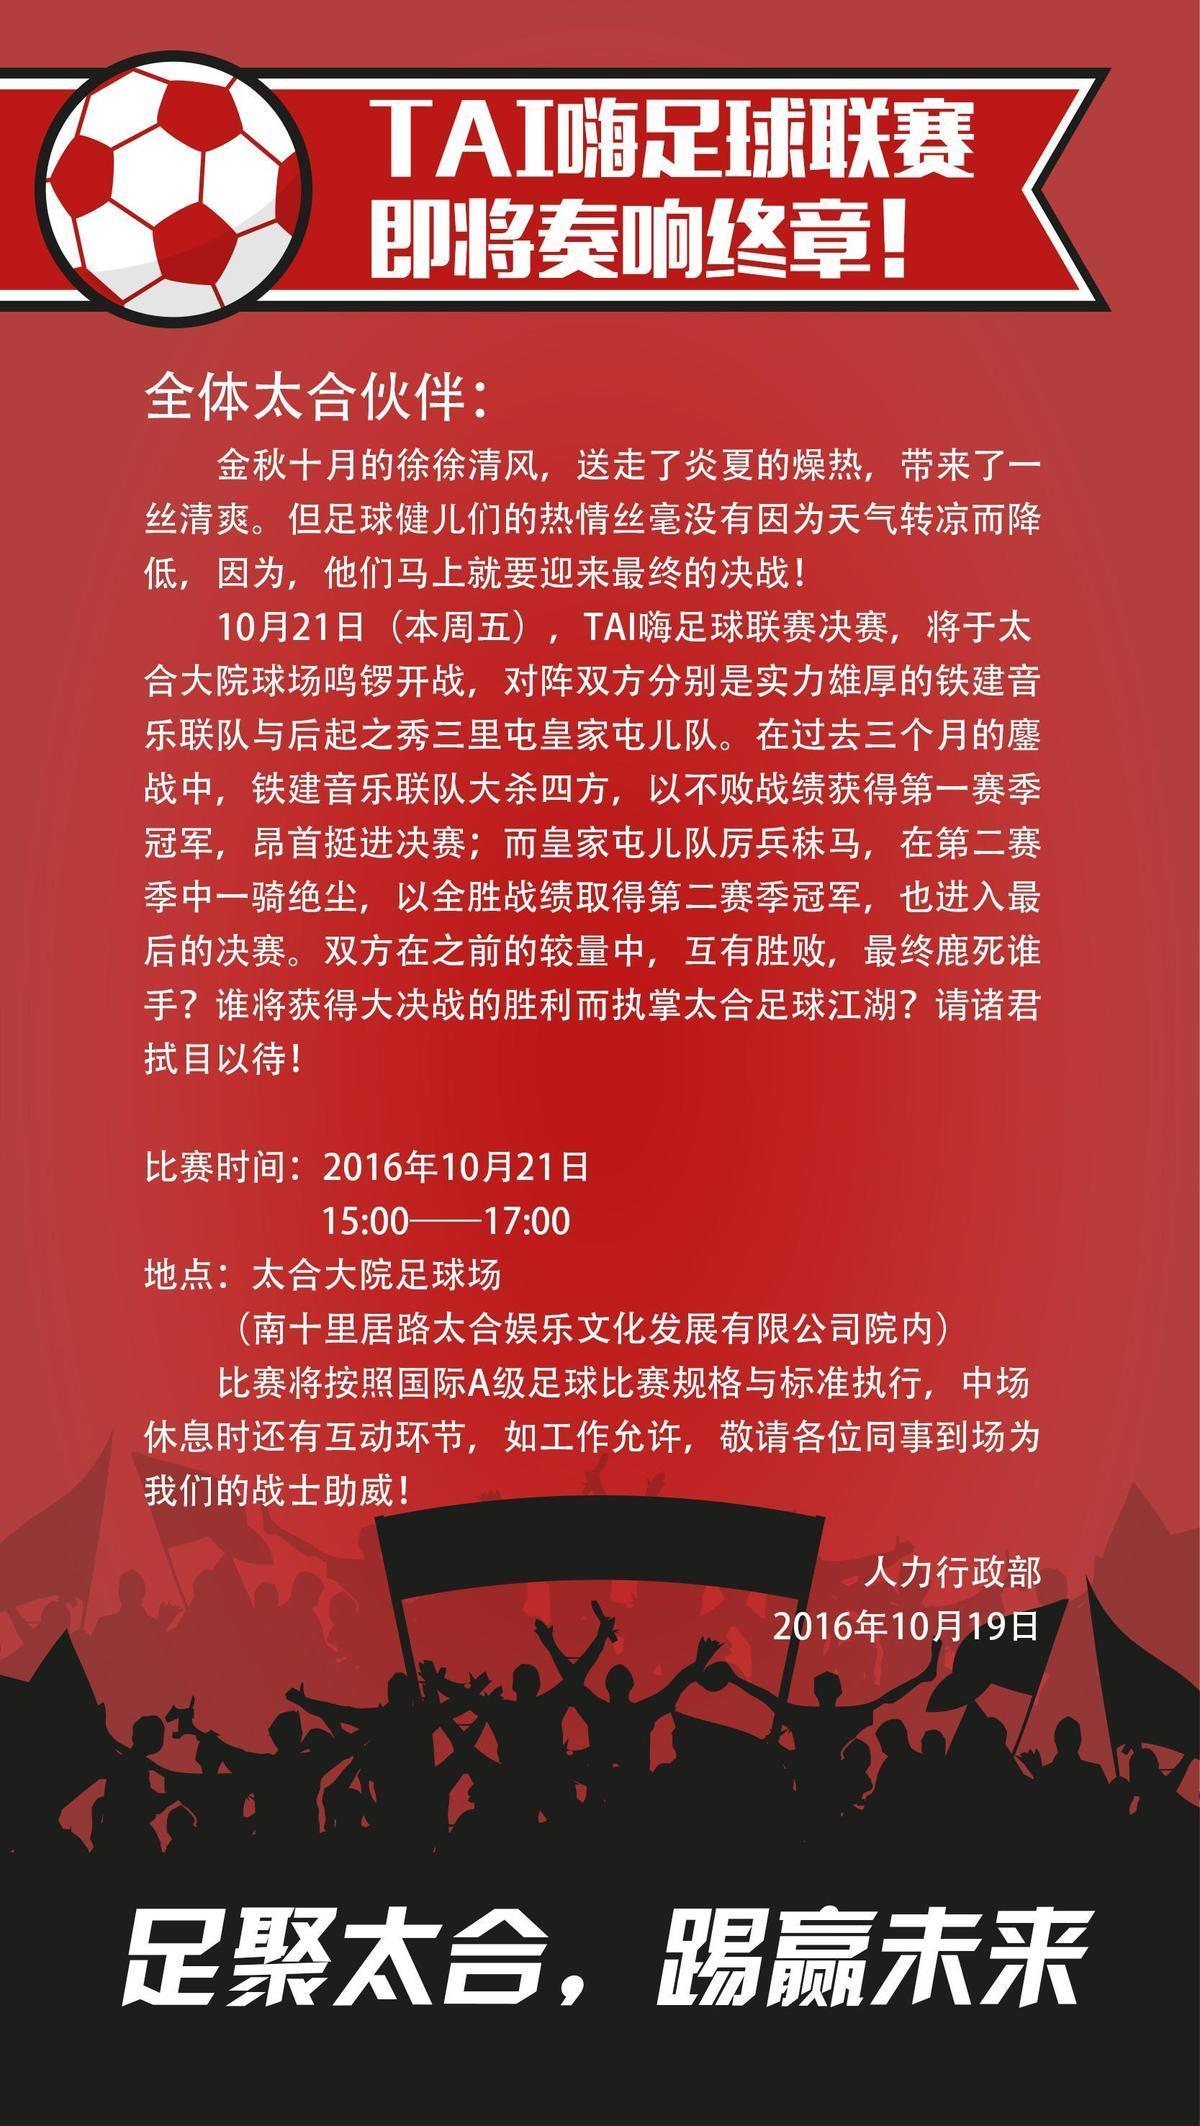 TAI嗨足球联赛
即将奏响终章！
全体太合伙伴：
金秋十月的徐徐清风，送走了炎夏的燥热，带来了一
丝清爽。但足球健儿们的热情丝毫没有因为天气转凉而降
低，因为，他们马上就要迎来最终的决战！
10月21日（本周五），TAI嗨足球联赛决赛，将于太
合大院球场鸣锣开战，对阵双方分别是实力雄厚的铁建音
乐联队与后起之秀三里屯皇家屯儿队。在过去三个月的鏖
战中，铁建音乐联队大杀四方，以不败战绩获得第一赛季
冠军，昂首挺进决赛；而皇家屯儿队厉兵秣马，在第二赛
季中一骑绝尘，以全胜战绩取得第二赛季冠军，也进入最
后的决赛。双方在之前的较量中，互有胜败，最终鹿死谁
手？谁将获得大决战的胜利而执掌太合足球江湖？请诸君
拭目以待！
比赛时间：2016年10月21日
15:00——17:00
地点：太合大院足球场
（南十里居路太合娱乐文化发展有限公司院内）
比赛将按照国际A级足球比赛规格与标准执行，中场
休息时还有互动环节，如工作允许，敬请各位同事到场为
我们的战士助威！
人力行政部
2016年10月19日
足聚太合，踢赢未来